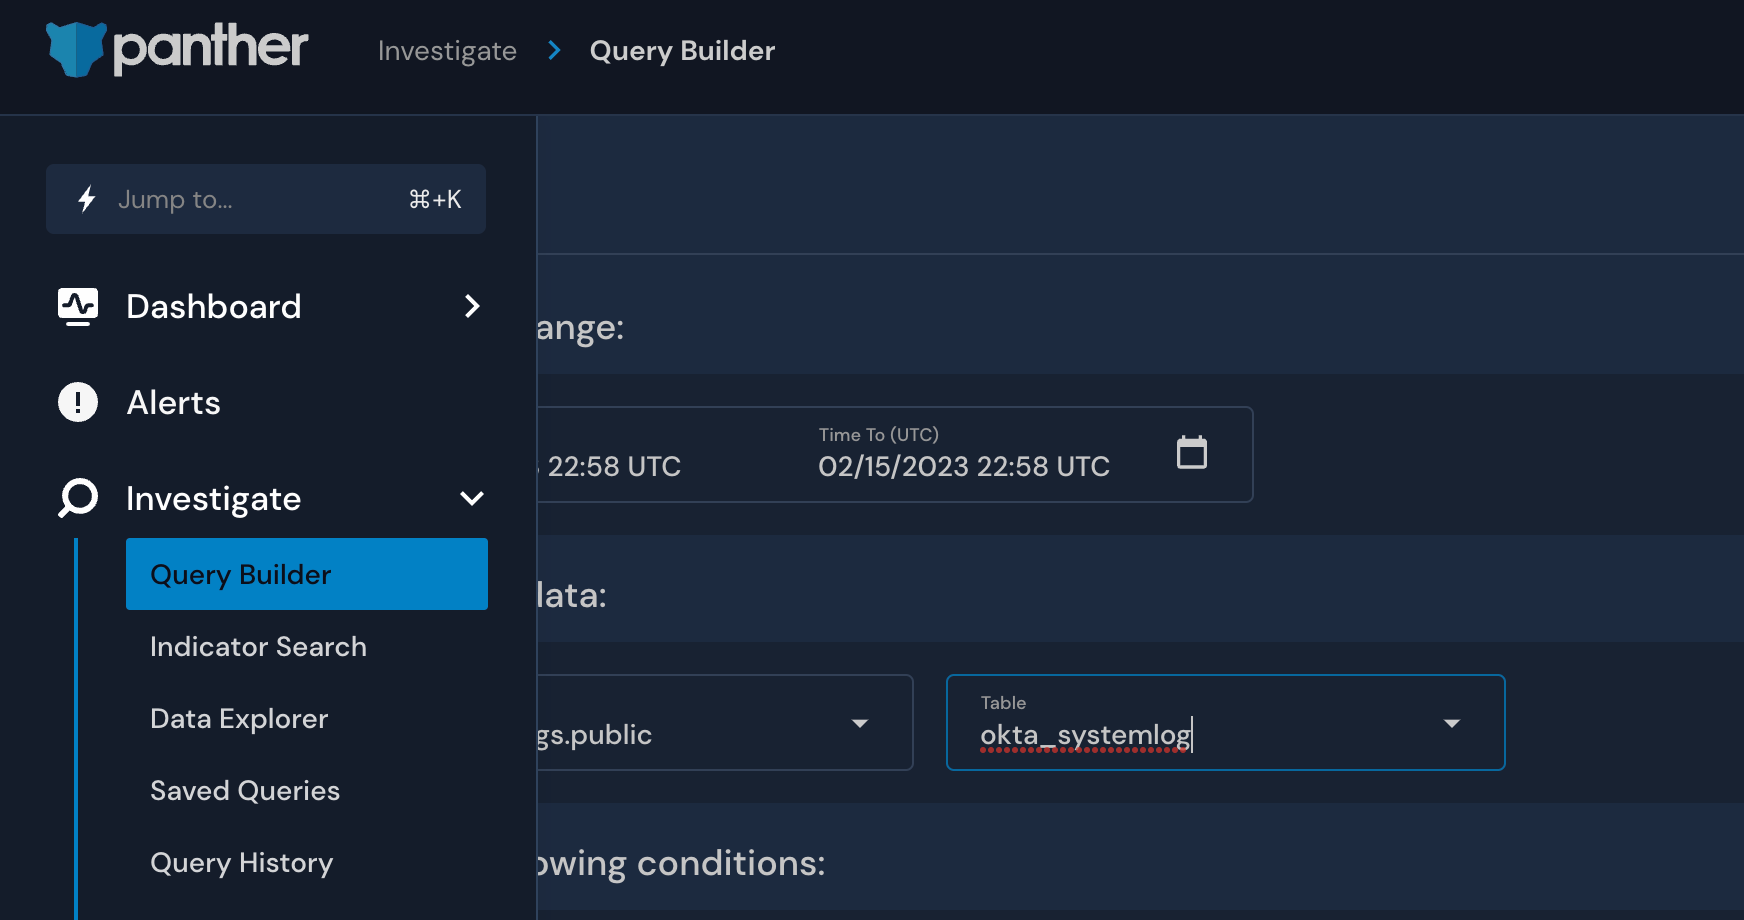 panther
Investigate > Query Builder
Jump to... ⌘+K
Dashboard
Alerts
Investigate
Query Builder
Indicator Search
Data Explorer
Saved Queries
Query History
ange:
22:58 UTC
Time To (UTC)
02/15/2023 22:58 UTC
lata:
gs.public
Table
okta_systemlog
owing conditions: